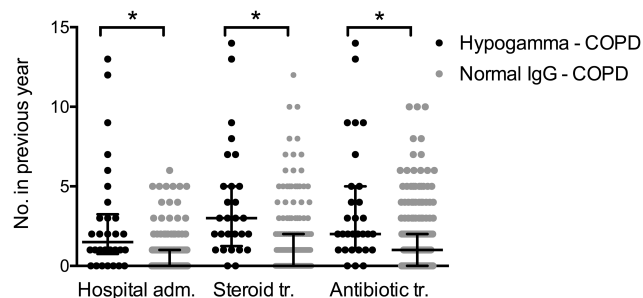 * * *
15
10
5
0
No. in previous year
Hypogamma - COPD
Normal IgG - COPD
Hospital adm. Steroid tr. Antibiotic tr.